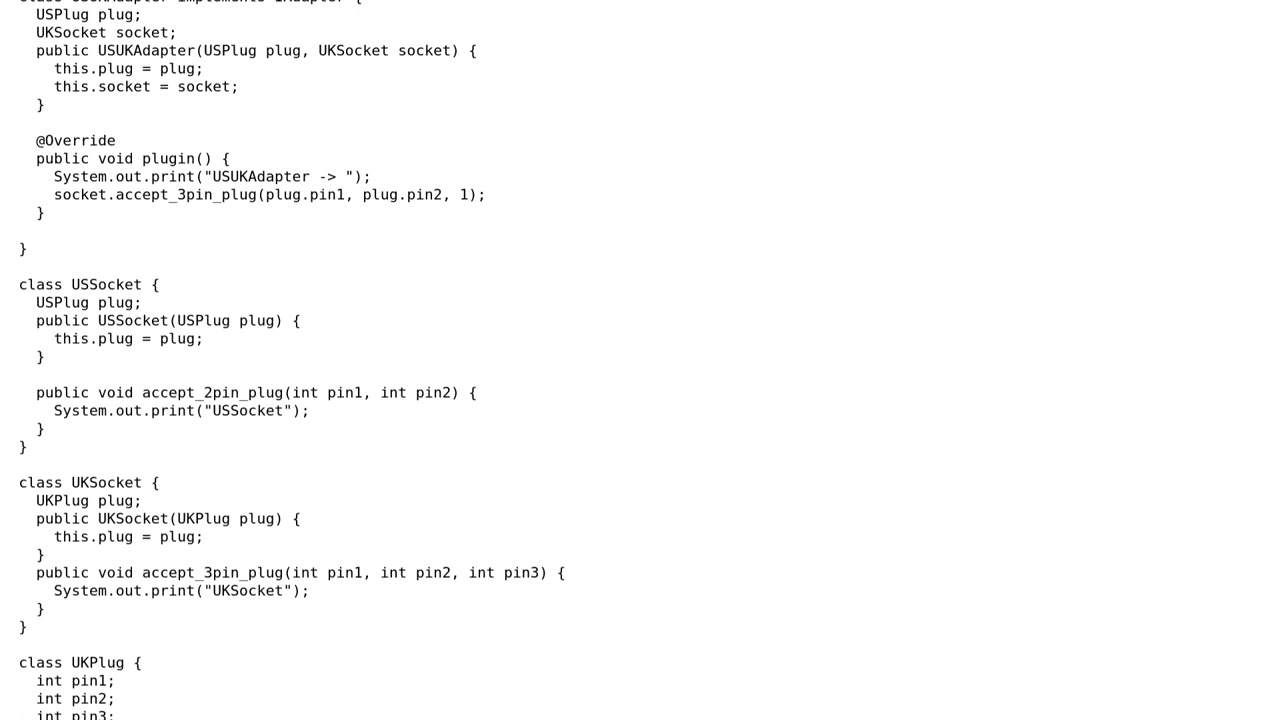 USPlug plug;
UKSocket socket;
public USUKAdapter(USPlug plug, UKSocket socket) {
this.plug = plug;
this.socket = socket;
}
@Override
public void plugin() {
System.out.print("USUKAdapter -> ");
socket.accept_3pin_plug(plug.pin1, plug.pin2, 1);
}
}
class USSocket {
USPlug plug;
public USSocket(USPlug plug) {
this.plug = plug;
}
public void accept_2pin_plug(int pin1, int pin2) {
System.out.print("USSocket");
}
}
class UKSocket {
UKPlug plug;
public UKSocket(UKPlug plug) {
this.plug = plug;
}
public void accept_3pin_plug(int pin1, int pin2, int pin3) {
System.out.print("UKSocket");
}
}
class UKPlug {
int pin1;
int pin2;
int pin3;